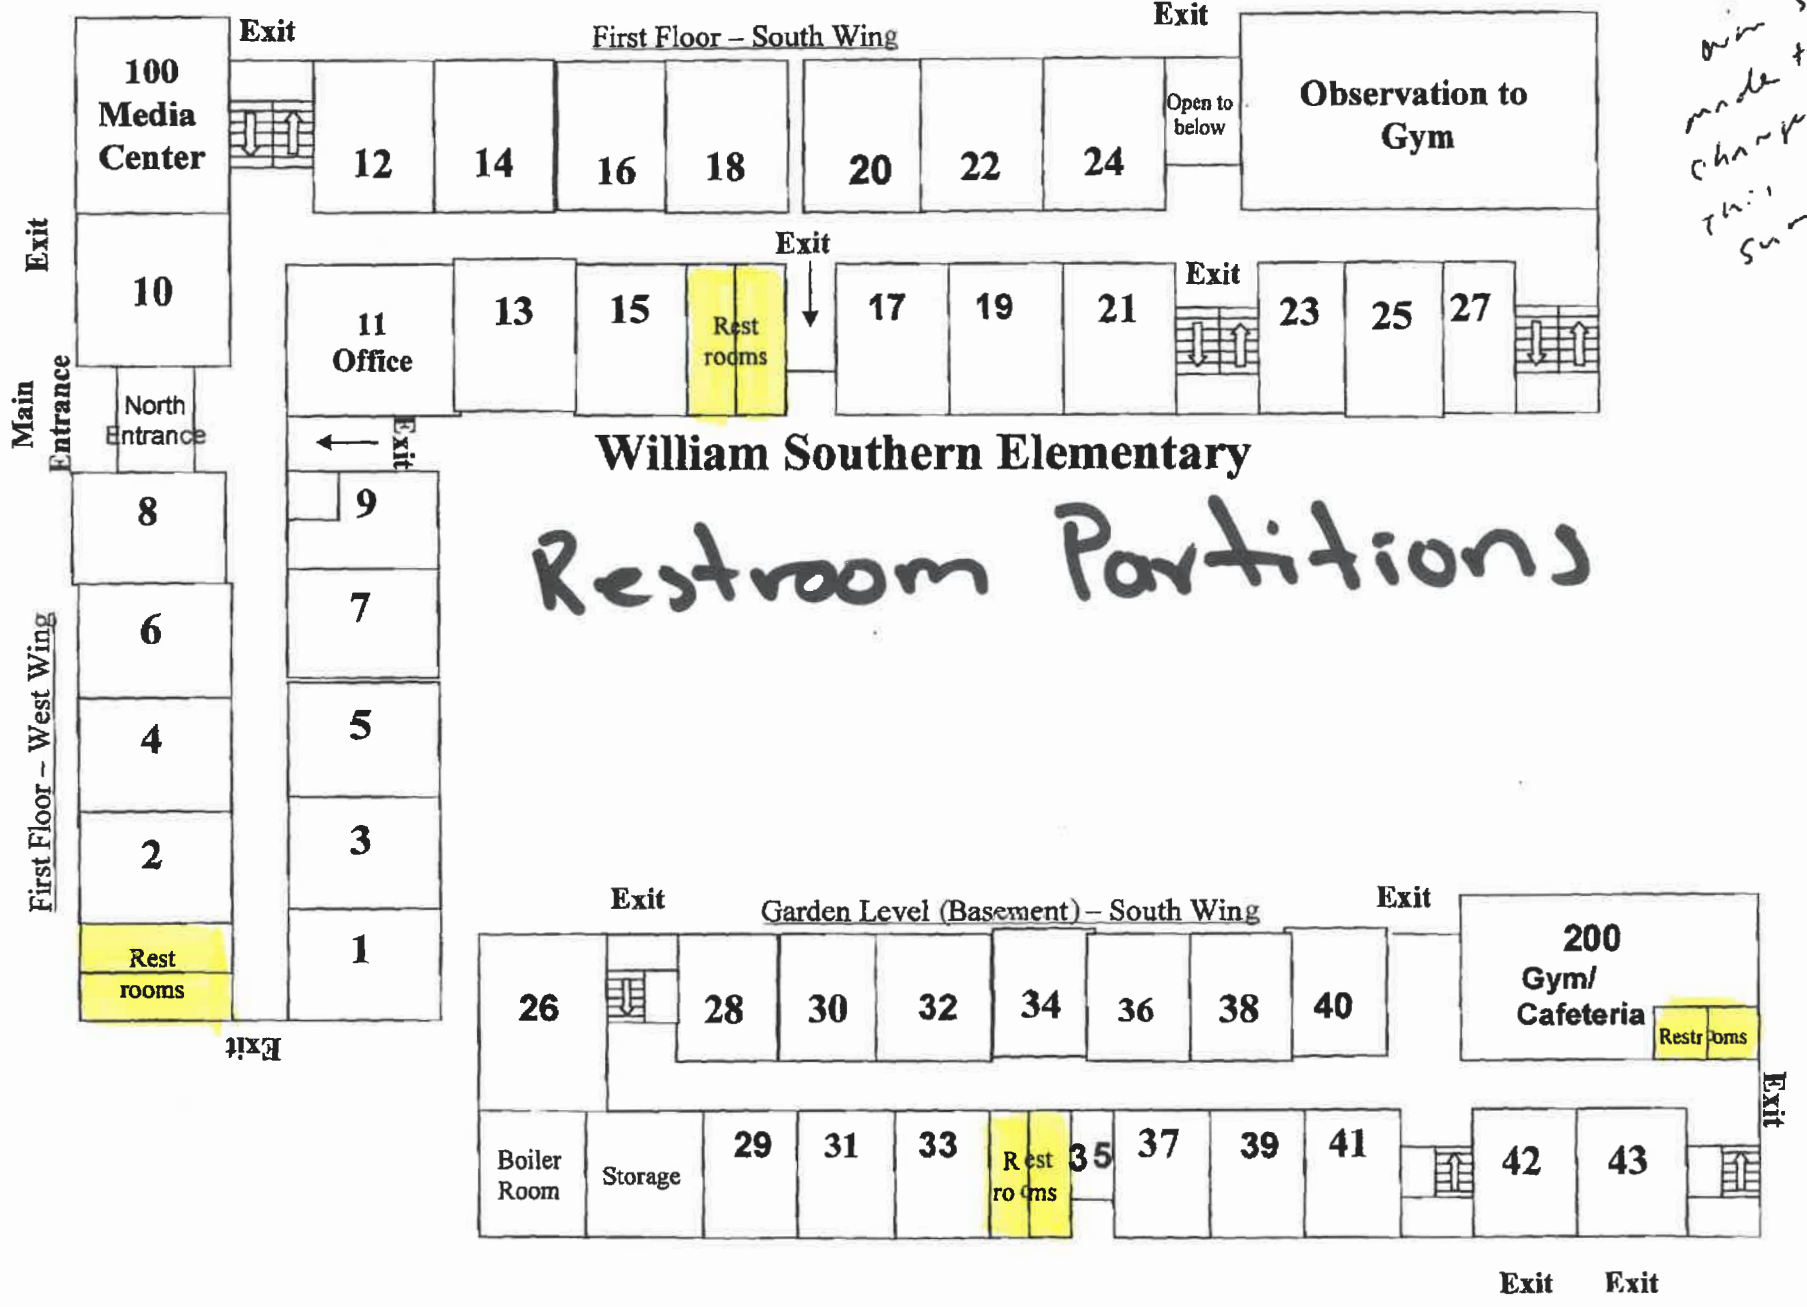 Exit
First Floor – South Wing
Exit
100
Media
Center
12
14
16
18
20
22
24
Open to
below
Observation to
Gym
made
this
Exit
10
Exit
11
Office
13
15
Rest
rooms
17
19
21
Exit
23
25
27
Main
Entrance
North
Entrance
Exit
William Southern Elementary
Restroom Partitions
8
9
6
7
4
5
2
3
First Floor – West Wing
Rest
rooms
1
Exit
Exit
Garden Level (Basement) – South Wing
Exit
26
28
30
32
34
36
38
40
200
Gym/
Cafeteria
Restrooms
Exit
Boiler
Room
Storage
29
31
33
Rest
rooms
35
37
39
41
42
43
Exit
Exit